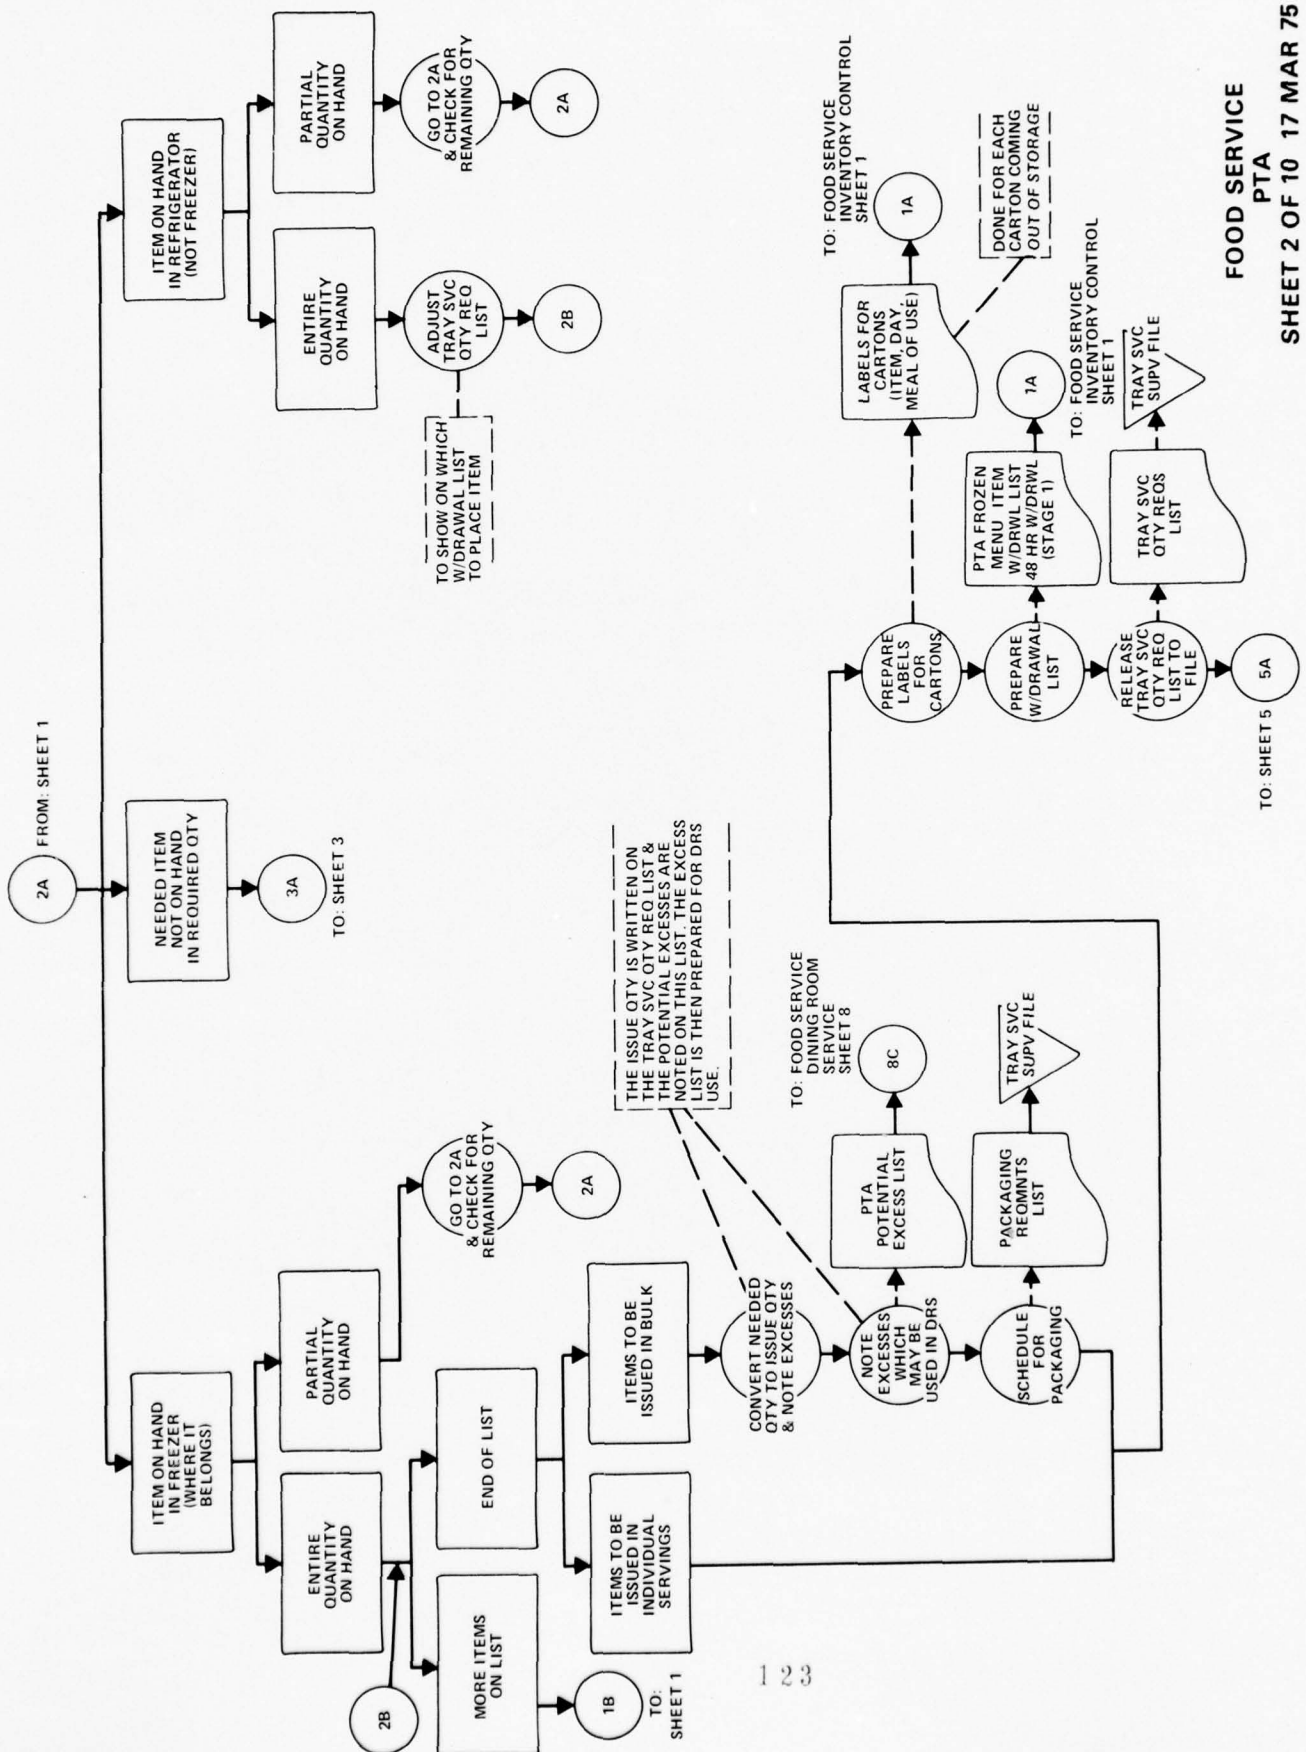 2A
FROM: SHEET 1
ITEM ON HAND
IN FREEZER
(WHERE IT
BELONGS)
NEEDED ITEM
NOT ON HAND
IN REQUIRED QTY
ITEM ON HAND
IN REFRIGERATOR
(NOT FREEZER)
3A
TO: SHEET 3
ENTIRE
QUANTITY
ON HAND
PARTIAL
QUANTITY
ON HAND
ENTIRE
QUANTITY
ON HAND
PARTIAL
QUANTITY
ON HAND
2B
GO TO 2A
& CHECK FOR
REMAINING QTY
2A
TO SHOW ON WHICH
W/DRAWAL LIST
TO PLACE ITEM
ADJUST
TRAY SVC
QTY REQ
LIST
2B
GO TO 2A
& CHECK FOR
REMAINING QTY
2A
MORE ITEMS
ON LIST
END OF LIST
1B
TO:
SHEET 1
ITEMS TO BE
ISSUED IN
INDIVIDUAL
SERVINGS
ITEMS TO BE
ISSUED IN BULK
THE ISSUE QTY IS WRITTEN ON
THE TRAY SVC QTY REQ LIST &
THE POTENTIAL EXCESSES ARE
NOTED ON THIS LIST. THE EXCESS
LIST IS THEN PREPARED FOR DRS
USE.
CONVERT NEEDED
QTY TO ISSUE QTY
& NOTE EXCESSES
NOTE
EXCESSES
WHICH
MAY BE
USED IN DRS
PTA
POTENTIAL
EXCESS LIST
8C
TO: FOOD SERVICE
DINING ROOM
SERVICE
SHEET 8
SCHEDULE
FOR
PACKAGING
PACKAGING
REQMNTS
LIST
TRAY SVC
SUPV FILE
PREPARE
LABELS
FOR
CARTONS
LABELS FOR
CARTONS
(ITEM, DAY,
MEAL OF USE)
1A
TO: FOOD SERVICE
INVENTORY CONTROL
SHEET 1
DONE FOR EACH
CARTON COMING
OUT OF STORAGE
PREPARE
W/DRAWAL
LIST
PTA FROZEN
MENU ITEM
W/DRWL LIST
48 HR W/DRWL
(STAGE 1)
1A
TO: FOOD SERVICE
INVENTORY CONTROL
SHEET 1
RELEASE
TRAY SVC
QTY REQ
LIST TO
FILE
TRAY SVC
QTY REQS
LIST
TRAY SVC
SUPV FILE
5A
TO: SHEET 5
FOOD SERVICE
PTA
SHEET 2 OF 10 17 MAR 75
123